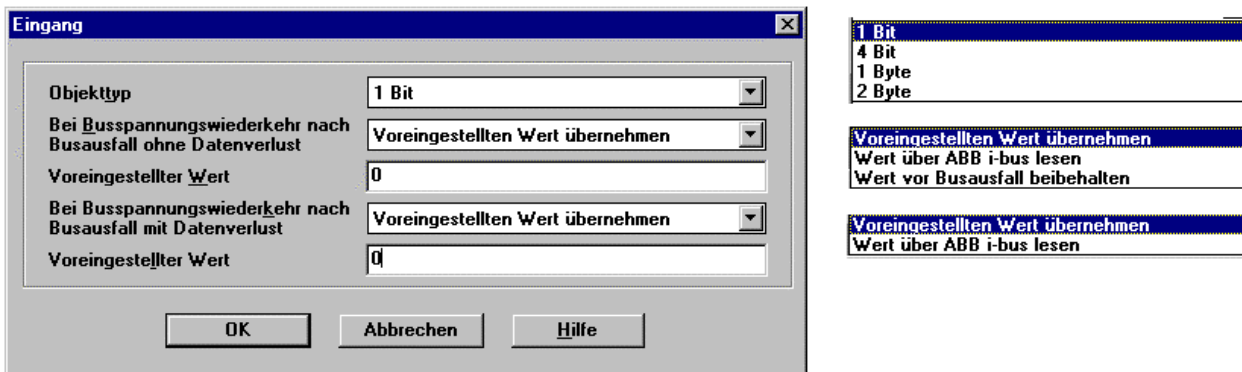 Eingang
Objekttyp
1 Bit
Bei Busspannungswiederkehr nach
Busausfall ohne Datenverlust
Voreingestellten Wert übernehmen
Voreingestellter Wert
0
Bei Busspannungswiederkehr nach
Busausfall mit Datenverlust
Voreingestellten Wert übernehmen
Voreingestellter Wert
0
OK
Abbrechen
Hilfe
1 Bit
4 Bit
1 Byte
2 Byte
Voreingestellten Wert übernehmen
Wert über ABB i-bus lesen
Wert vor Busausfall beibehalten
Voreingestellten Wert übernehmen
Wert über ABB i-bus lesen